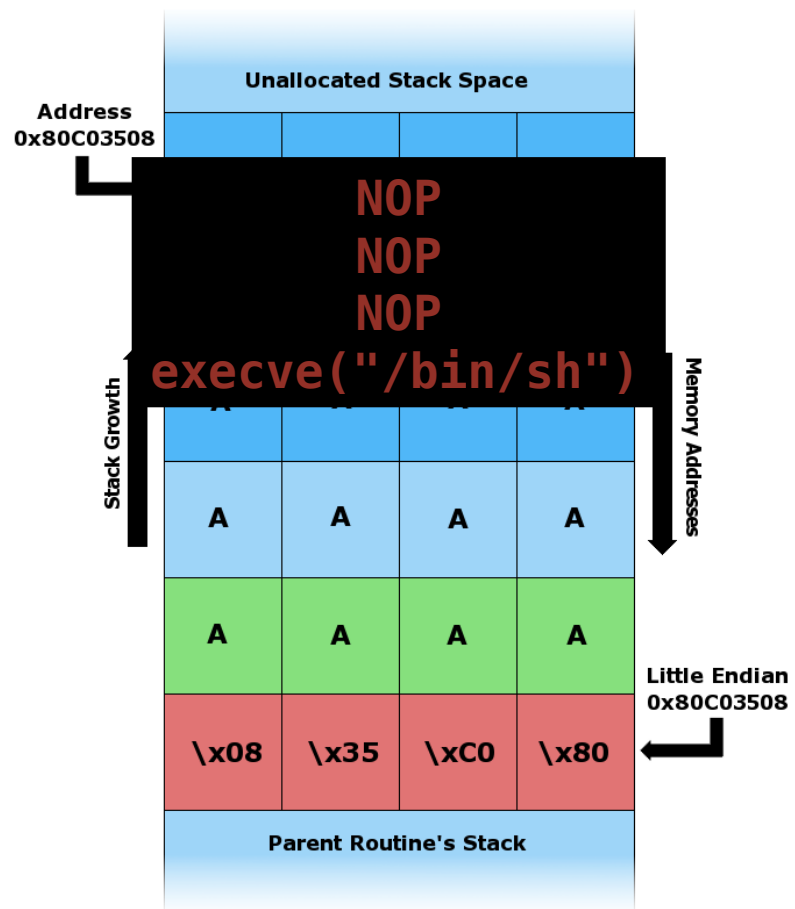 Unallocated Stack Space
Address
0x80C03508
NOP
NOP
NOP
execve("/bin/sh")
Stack Growth
Memory Addresses
A A A A
A A A A
Little Endian
0x80C03508
\x08 \x35 \xC0 \x80
Parent Routine's Stack